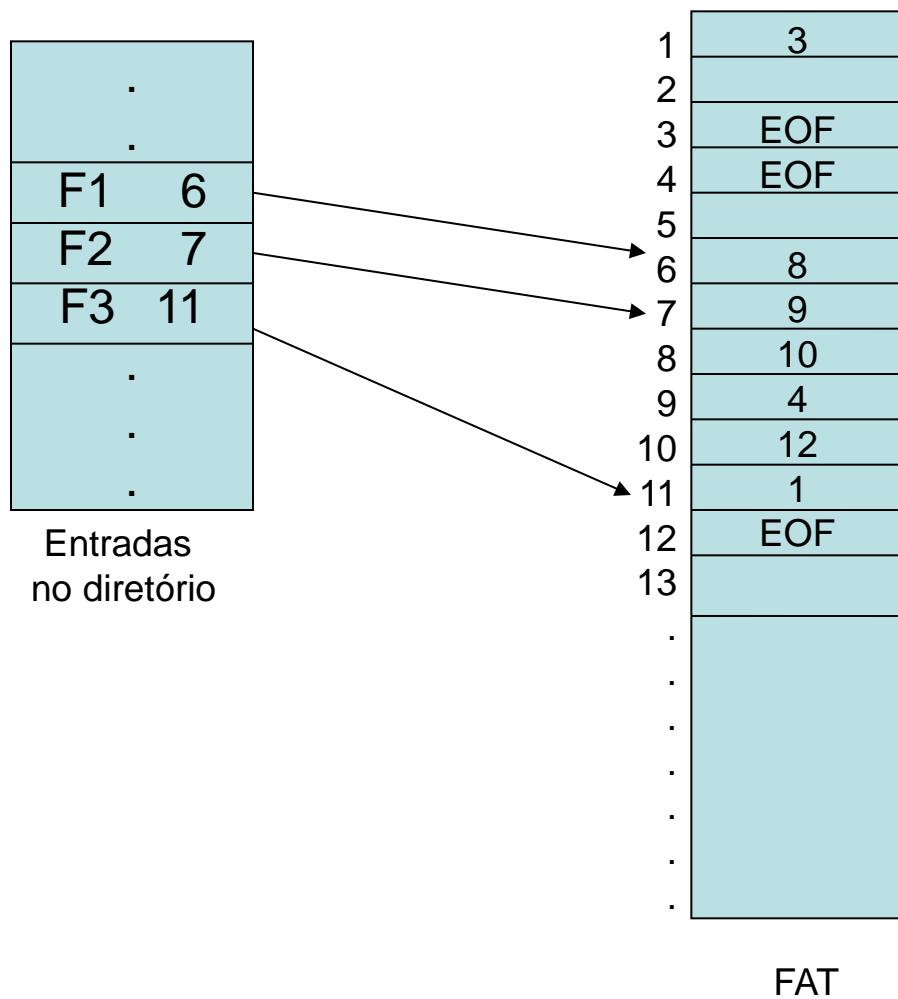 .
.
F1 6
F2 7
F3 11
.
.
.
Entradas
no diretório
1 3
2
3 EOF
4 EOF
5
6 8
7 9
8 10
9 4
10 12
11 1
12 EOF
13
.
.
.
.
.
.
.
FAT